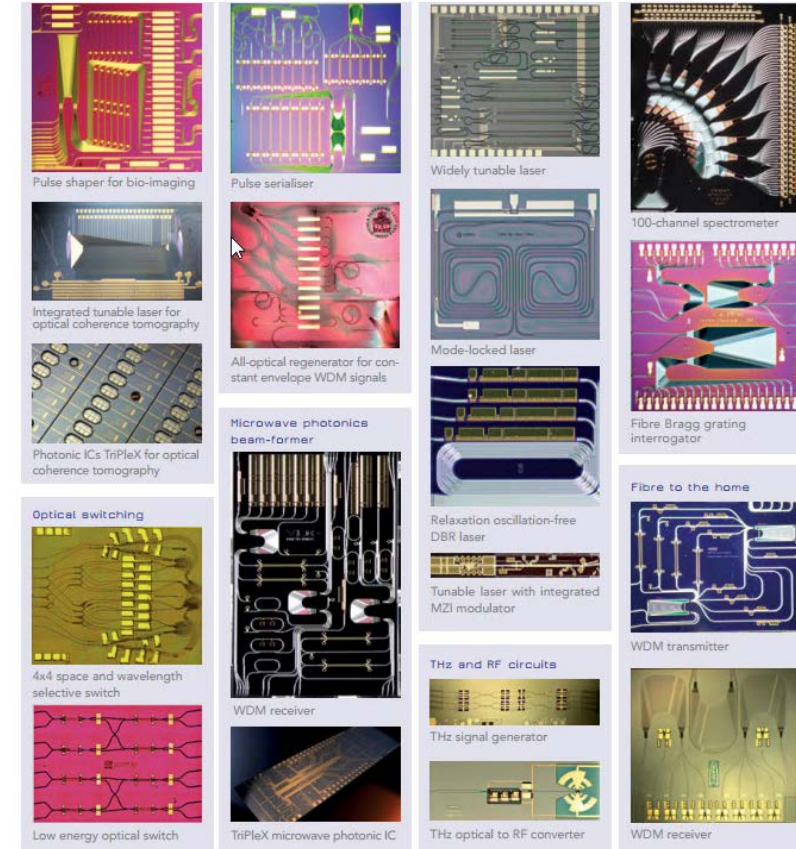 Pulse shaper for bio-imaging
Integrated tunable laser for
optical coherence tomography
Photonic ICs TriPleX for optical
coherence tomography
Optical switching
4x4 space and wavelength
selective switch
Low energy optical switch
Pulse serialiser
All-optical regenerator for con-
stant envelope WDM signals
Microwave photonics
beam-former
WDM receiver
TriPleX microwave photonic IC
Widely tunable laser
Mode-locked laser
Relaxation oscillation-free
DBR laser
Tunable laser with integrated
MZI modulator
THz and RF circuits
THz signal generator
THz optical to RF converter
100-channel spectrometer
Fibre Bragg grating
interrogator
Fibre to the home
WDM transmitter
WDM receiver